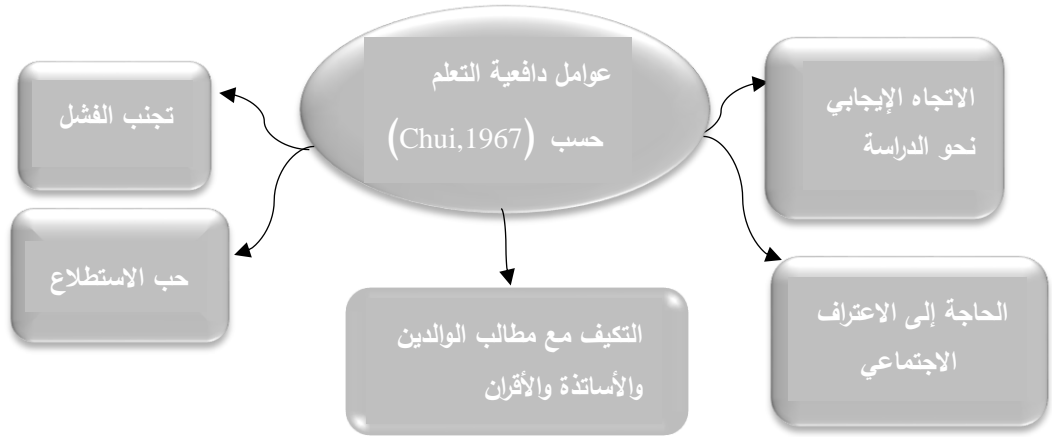 عوامل دافعية التعلم
حسب (Chui,1967)
الاتجاه الإيجابي
نحو الدراسة
تجنب الفشل
حب الاستطلاع
الحاجة إلى الاعتراف
الاجتماعي
التكيف مع مطالب الوالدين
والأساتذة والأقران